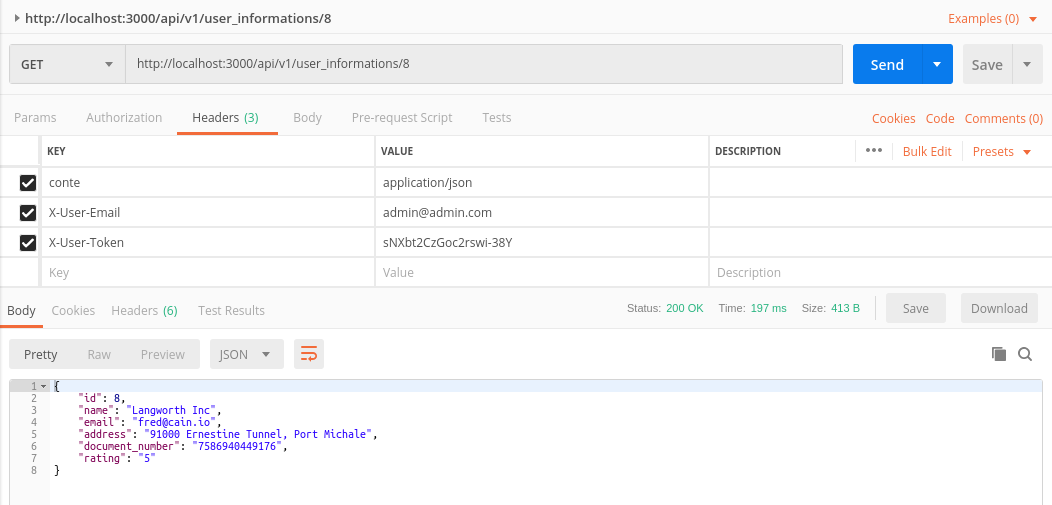 http://localhost:3000/api/v1/user_informations/8 Examples (0)
GET http://localhost:3000/api/v1/user_informations/8 Send Save
Params Authorization Headers (3) Body Pre-request Script Tests Cookies Code Comments (0)
KEY VALUE DESCRIPTION ••• Bulk Edit Presets
conte application/json
X-User-Email admin@admin.com
X-User-Token sNXbt2CzGoc2rswi-38Y
Key Value Description
Body Cookies Headers (6) Test Results Status: 200 OK Time: 197 ms Size: 413 B Save Download
Pretty Raw Preview JSON
1 {
2 "id": 8,
3 "name": "Langworth Inc",
4 "email": "fred@cain.io",
5 "address": "91000 Ernestine Tunnel, Port Michale",
6 "document_number": "7586940449176",
7 "rating": "5"
8 }